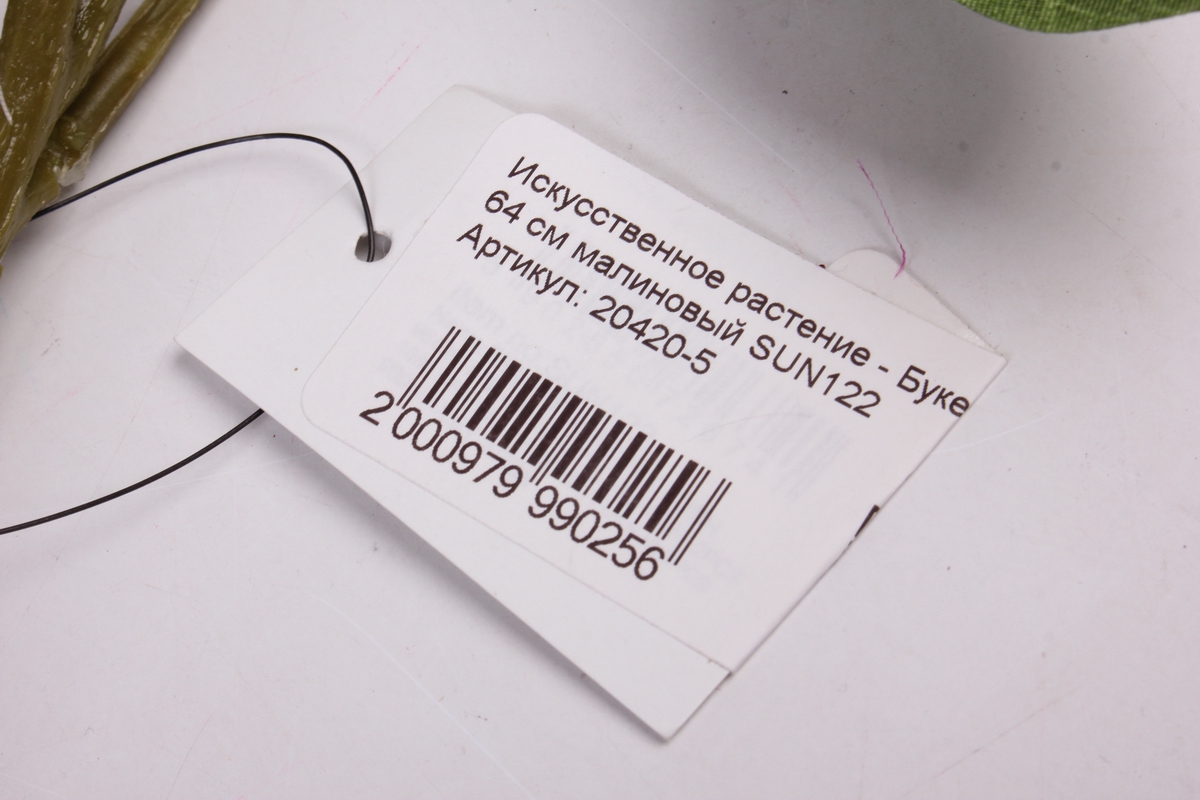 Искусственное растение - Буке
64 см малиновый SUN122
Артикул: 20420-5
2 000979 990256